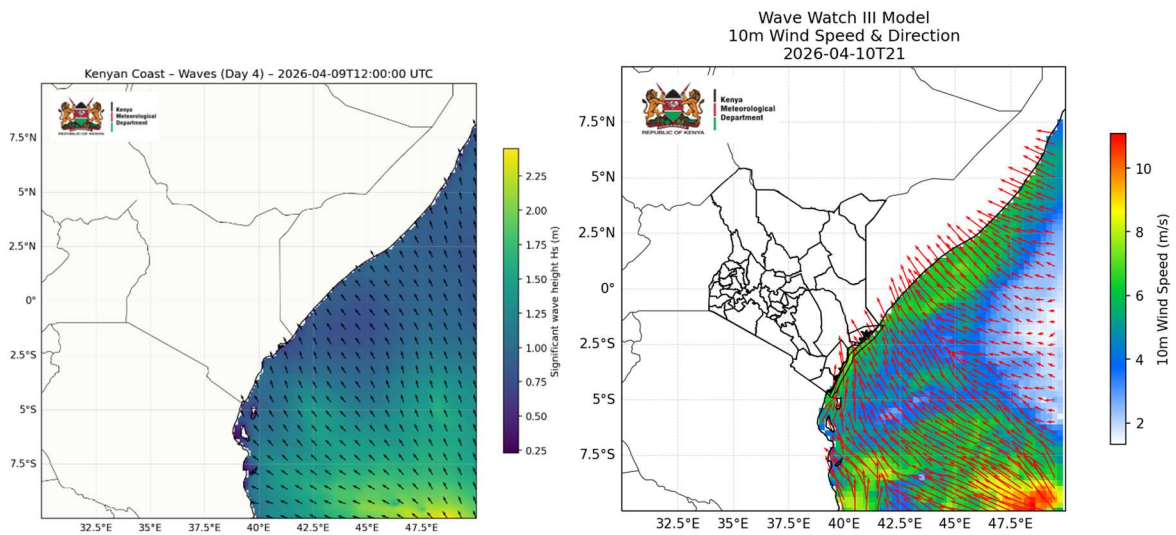 Kenyan Coast – Waves (Day 4) – 2026-04-09T12:00:00 UTC
Kenya
Meteorological
Department
REPUBLIC OF KENYA
7.5°N
5°N
2.5°N
0°
2.5°S
5°S
7.5°S
32.5°E
35°E
37.5°E
40°E
42.5°E
45°E
47.5°E
2.25
2.00
1.75
1.50
1.25
1.00
0.75
0.50
0.25
Significant wave height Hs (m)
Wave Watch III Model
10m Wind Speed & Direction
2026-04-10T21
Kenya
Meteorological
Department
REPUBLIC OF KENYA
7.5°N
5°N
2.5°N
0°
2.5°S
5°S
7.5°S
32.5°E
35°E
37.5°E
40°E
42.5°E
45°E
47.5°E
10
8
6
4
2
10m Wind Speed (m/s)